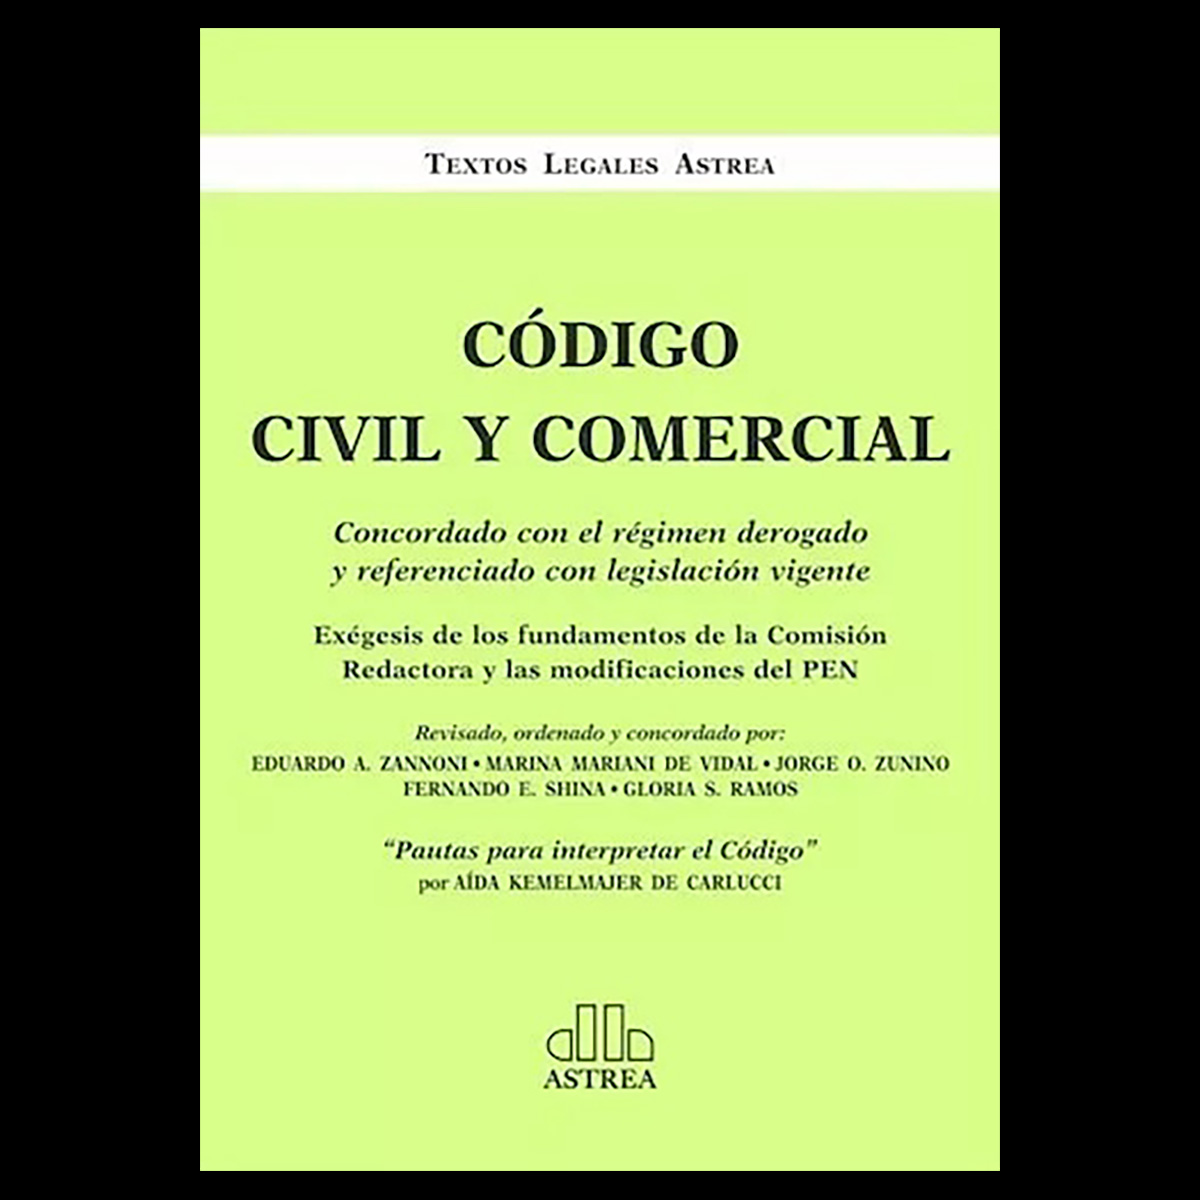 TEXTOS LEGALES ASTREA
CÓDIGO
CIVIL Y COMERCIAL
Concordado con el régimen derogado
y referenciado con legislación vigente
Exégesis de los fundamentos de la Comisión
Redactora y las modificaciones del PEN
Revisado, ordenado y concordado por:
EDUARDO A. ZANNONI • MARINA MARIANI DE VIDAL • JORGE O. ZUNINO
FERNANDO E. SHINA • GLORIA S. RAMOS
“Pautas para interpretar el Código”
por AÍDA KEMELMAJER DE CARLUCCI
ASTREA